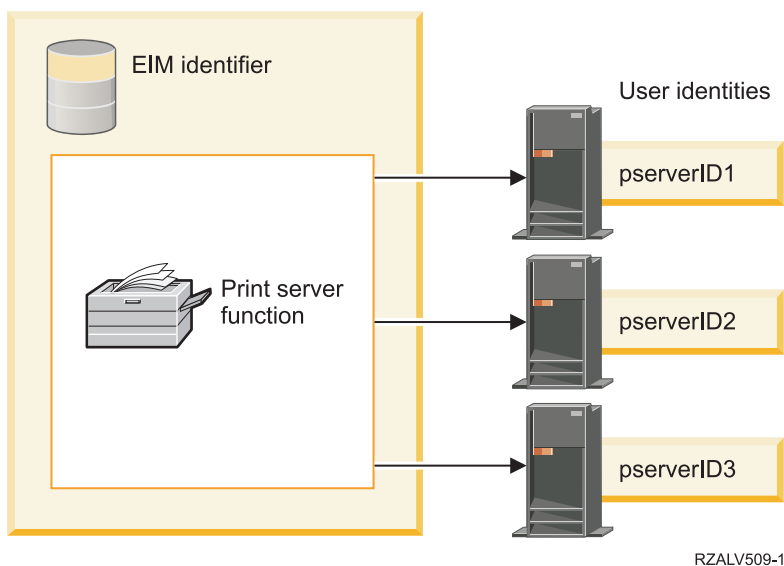 EIM identifier
User identities
pserverID1
Print server
function
pserverID2
pserverID3
RZALV509-1